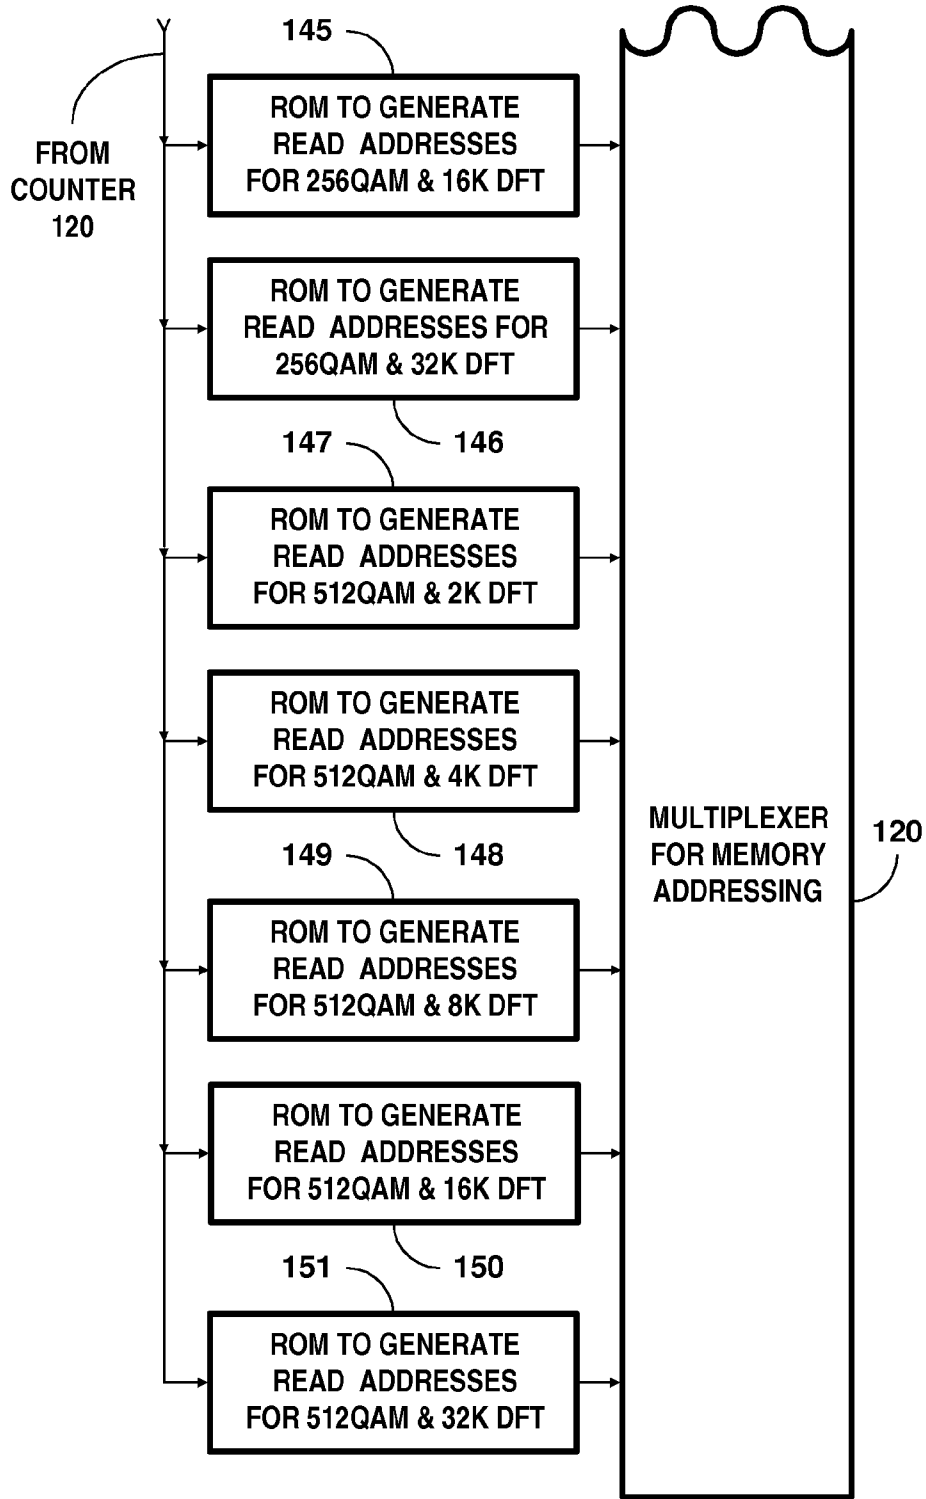 145
ROM TO GENERATE
READ ADDRESSES
FOR 256QAM & 16K DFT
FROM
COUNTER
120
ROM TO GENERATE
READ ADDRESSES FOR
256QAM & 32K DFT
146
147
ROM TO GENERATE
READ ADDRESSES
FOR 512QAM & 2K DFT
ROM TO GENERATE
READ ADDRESSES
FOR 512QAM & 4K DFT
148
MULTIPLEXER
FOR MEMORY
ADDRESSING
120
149
ROM TO GENERATE
READ ADDRESSES
FOR 512QAM & 8K DFT
ROM TO GENERATE
READ ADDRESSES
FOR 512QAM & 16K DFT
150
151
ROM TO GENERATE
READ ADDRESSES
FOR 512QAM & 32K DFT